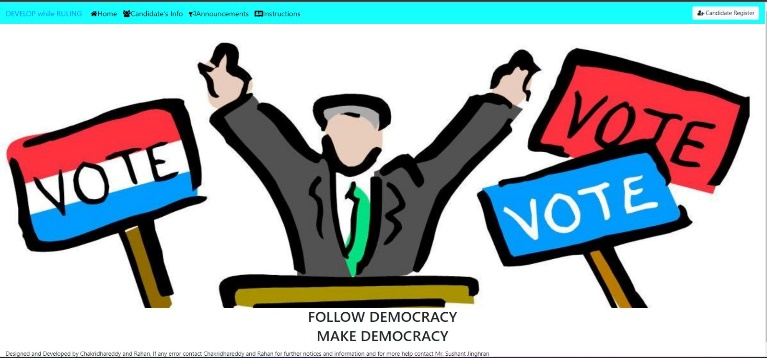 DEVELOP while RULING Home Candidate's Info Announcements Instructions Candidate Register
VOTE
VOTE
VOTE
FOLLOW DEMOCRACY
MAKE DEMOCRACY
Designed and Developed by Chakridhareddy and Rahan, If any error contact Chakridhareddy and Rahan for further notices and information and for more help contact Mr. Sushant Jinghran